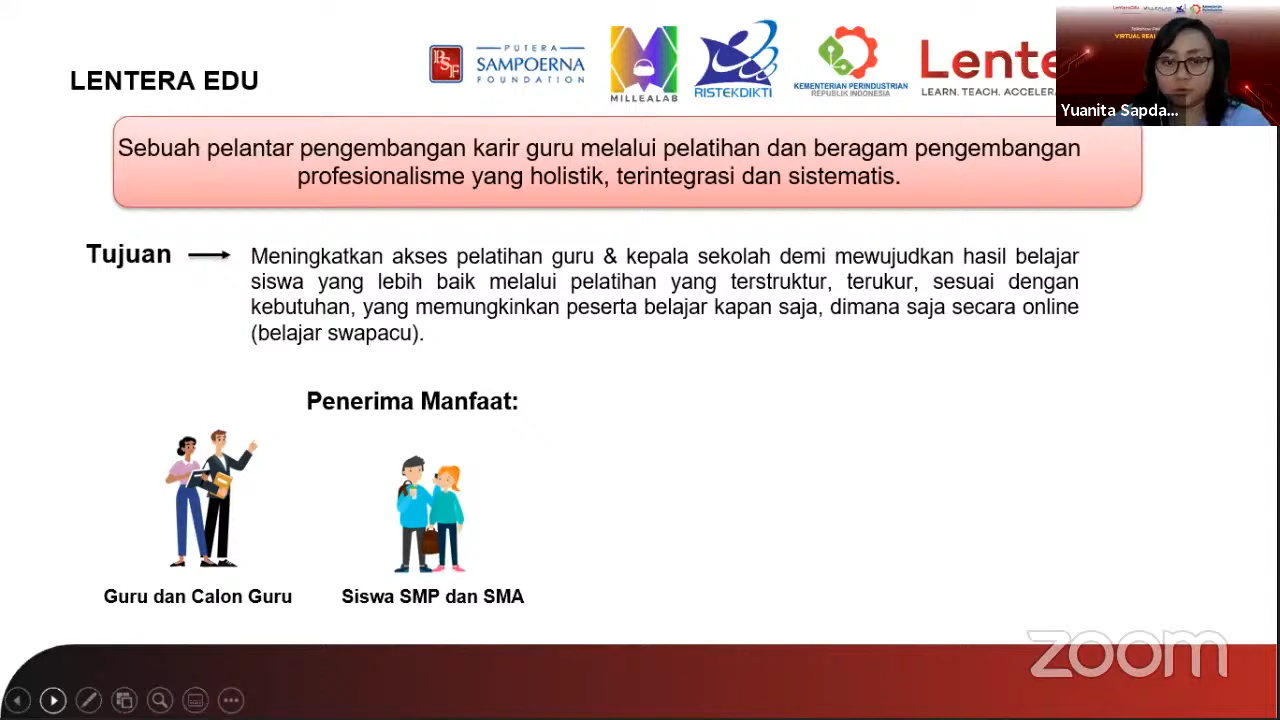 LENTERA EDU
PSF
PUTERA
SAMPOERNA
FOUNDATION
MILLEALAB
RISTEKDIKTI
KEMENTERIAN PERINDUSTRIAN
REPUBLIK INDONESIA
Lente
LEARN. TEACH. ACCELERA
VIRTUAL REA
Yuanita Sapda...
Sebuah pelantar pengembangan karir guru melalui pelatihan dan beragam pengembangan
profesionalisme yang holistik, terintegrasi dan sistematis.
Tujuan
Meningkatkan akses pelatihan guru & kepala sekolah demi mewujudkan hasil belajar
siswa yang lebih baik melalui pelatihan yang terstruktur, terukur, sesuai dengan
kebutuhan, yang memungkinkan peserta belajar kapan saja, dimana saja secara online
(belajar swapacu).
Penerima Manfaat:
Guru dan Calon Guru
Siswa SMP dan SMA
zoom